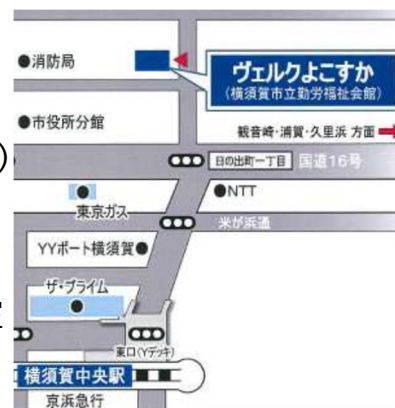 ●消防局
ヴェルクよこすか
(横須賀市立勤労福祉会館)
●市役所分館
観音崎・浦賀・久里浜 方面
)
日の出町一丁目 国道16号
●NTT
東京ガス
米が浜通
YYポート横須賀●
ザ・プライム
東口(Yデッキ)
横須賀中央駅
京浜急行